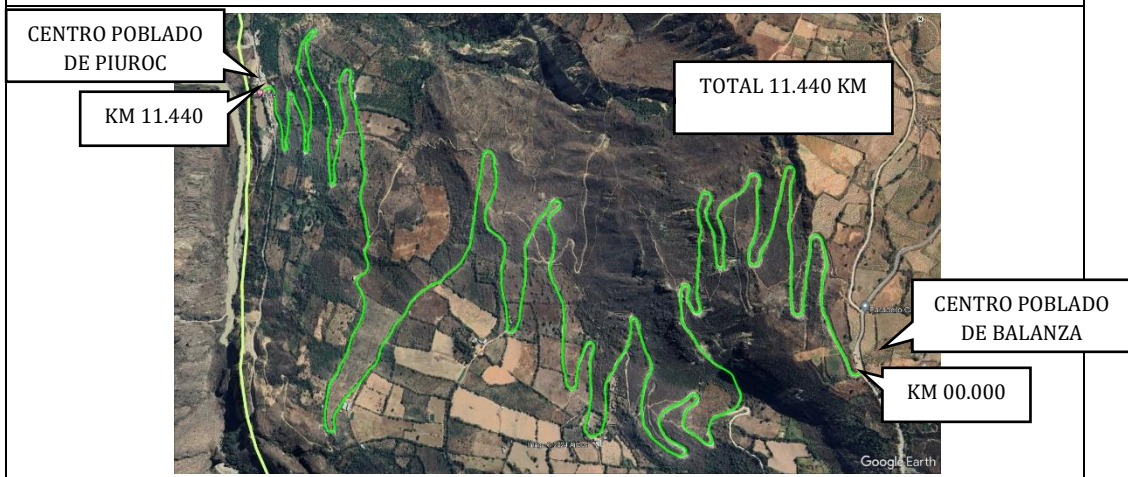 CENTRO POBLADO
DE PIUROC
KM 11.440
TOTAL 11.440 KM
CENTRO POBLADO
DE BALANZA
KM 00.000
Google Earth